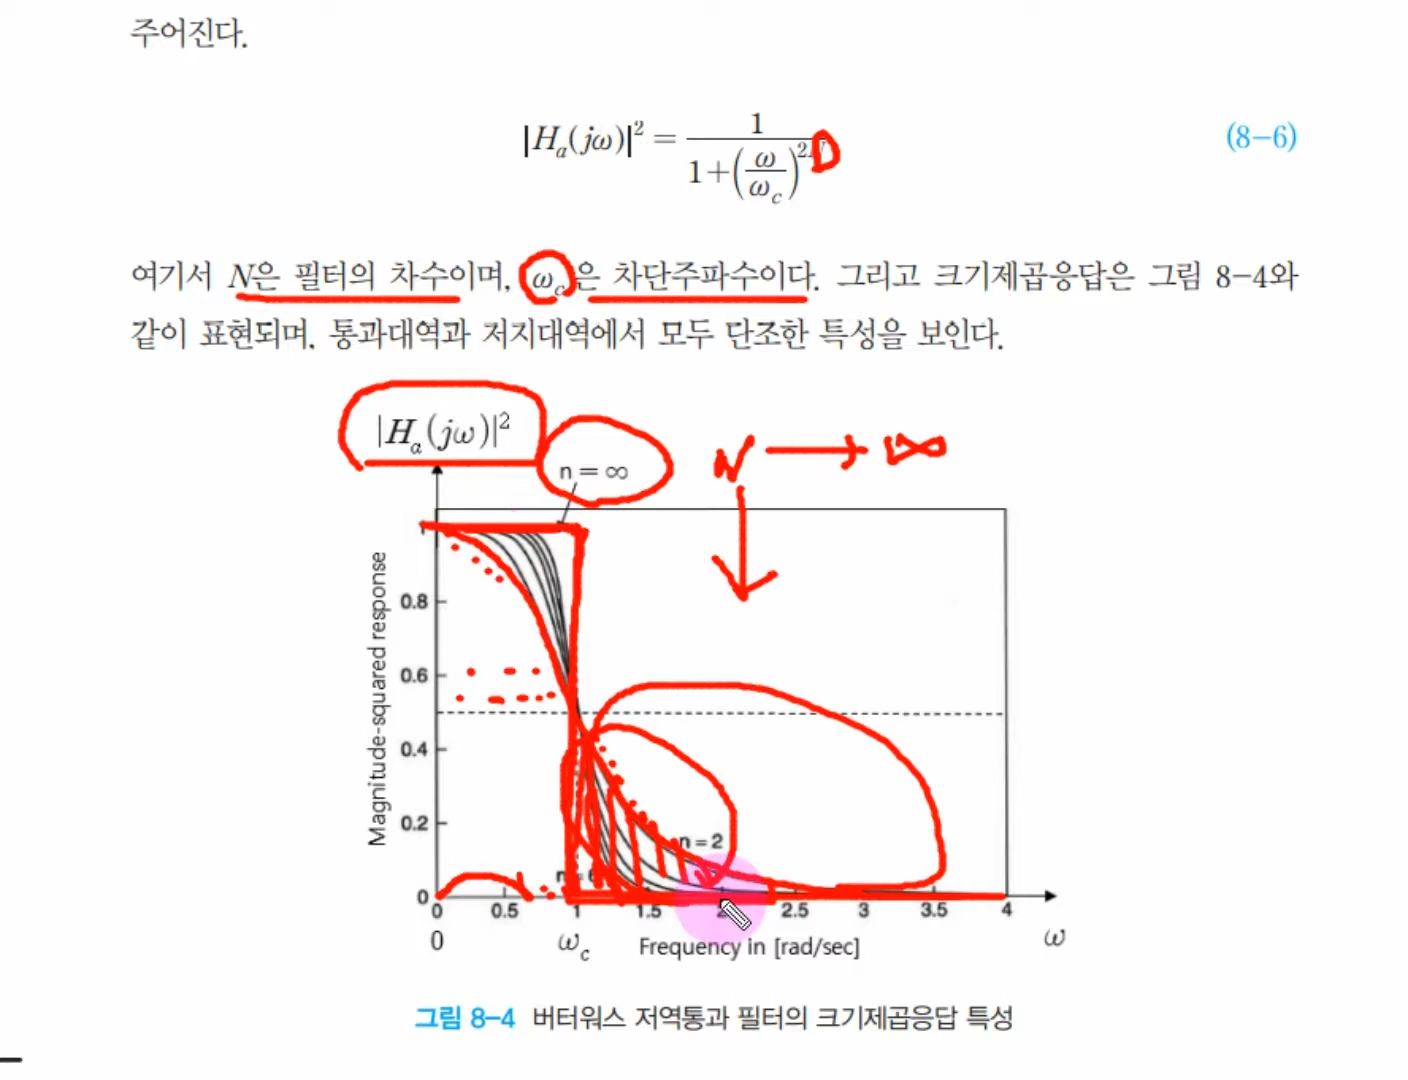 주어진다.
|Hₐ(jω)|² = 1 / (1+(ω/ω_c)^2N) (8-6)
여기서 N은 필터의 차수이며, ω_c은 차단주파수이다. 그리고 크기제곱응답은 그림 8-4와
같이 표현되며, 통과대역과 저지대역에서 모두 단조한 특성을 보인다.
|Hₐ(jω)|²
n = ∞
N → ∞
Magnitude-squared response
1
0.8
0.6
0.4
0.2
0
n = 2
0 0.5 1 1.5 2 2.5 3 3.5 4
0 ω_c Frequency in [rad/sec] ω
그림 8-4 버터워스 저역통과 필터의 크기제곱응답 특성